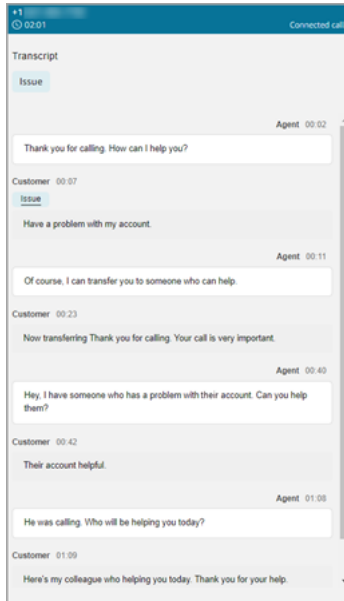 +1
02:01 Connected call
Transcript
Issue
Agent 00:02
Thank you for calling. How can I help you?
Customer 00:07
Issue
Have a problem with my account.
Agent 00:11
Of course, I can transfer you to someone who can help.
Customer 00:23
Now transferring Thank you for calling. Your call is very important.
Agent 00:40
Hey, I have someone who has a problem with their account. Can you help
them?
Customer 00:42
Their account helpful.
Agent 01:08
He was calling. Who will be helping you today?
Customer 01:09
Here's my colleague who helping you today. Thank you for your help.